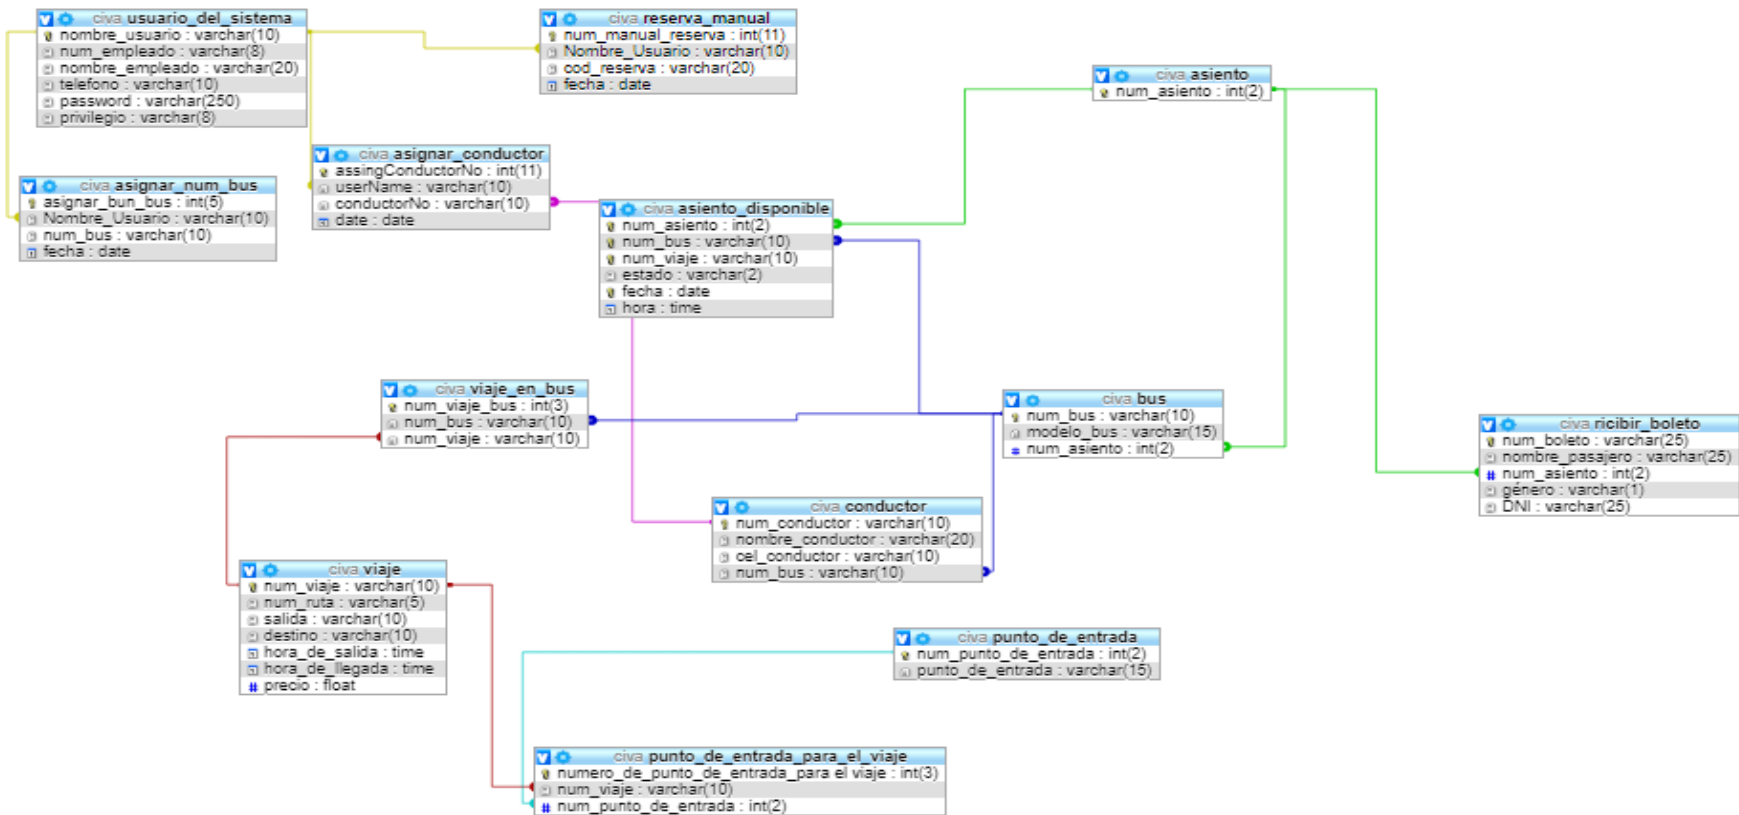 civa usuario_del_sistema
nombre_usuario : varchar(10)
num_empleado : varchar(8)
nombre_empleado : varchar(20)
telefono : varchar(10)
password : varchar(250)
privilegio : varchar(8)
civa reserva_manual
num_manual_reserva : int(11)
Nombre_Usuario : varchar(10)
cod_reserva : varchar(20)
fecha : date
civa asiento
num_asiento : int(2)
civa asignar_conductor
assingConductorNo : int(11)
userName : varchar(10)
conductorNo : varchar(10)
date : date
civa asignar_num_bus
asignar_bun_bus : int(5)
Nombre_Usuario : varchar(10)
num_bus : varchar(10)
fecha : date
civa asiento_disponible
num_asiento : int(2)
num_bus : varchar(10)
num_viaje : varchar(10)
estado : varchar(2)
fecha : date
hora : time
civa viaje_en_bus
num_viaje_bus : int(3)
num_bus : varchar(10)
num_viaje : varchar(10)
civa bus
num_bus : varchar(10)
modelo_bus : varchar(15)
num_asiento : int(2)
civa ricibir_boleto
num_boleto : varchar(25)
nombre_pasajero : varchar(25)
num_asiento : int(2)
género : varchar(1)
DNI : varchar(25)
civa conductor
num_conductor : varchar(10)
nombre_conductor : varchar(20)
cel_conductor : varchar(10)
num_bus : varchar(10)
civa viaje
num_viaje : varchar(10)
num_ruta : varchar(5)
salida : varchar(10)
destino : varchar(10)
hora_de_salida : time
hora_de_llegada : time
precio : float
civa punto_de_entrada
num_punto_de_entrada : int(2)
punto_de_entrada : varchar(15)
civa punto_de_entrada_para_el_viaje
numero_de_punto_de_entrada_para el viaje : int(3)
num_viaje : varchar(10)
num_punto_de_entrada : int(2)